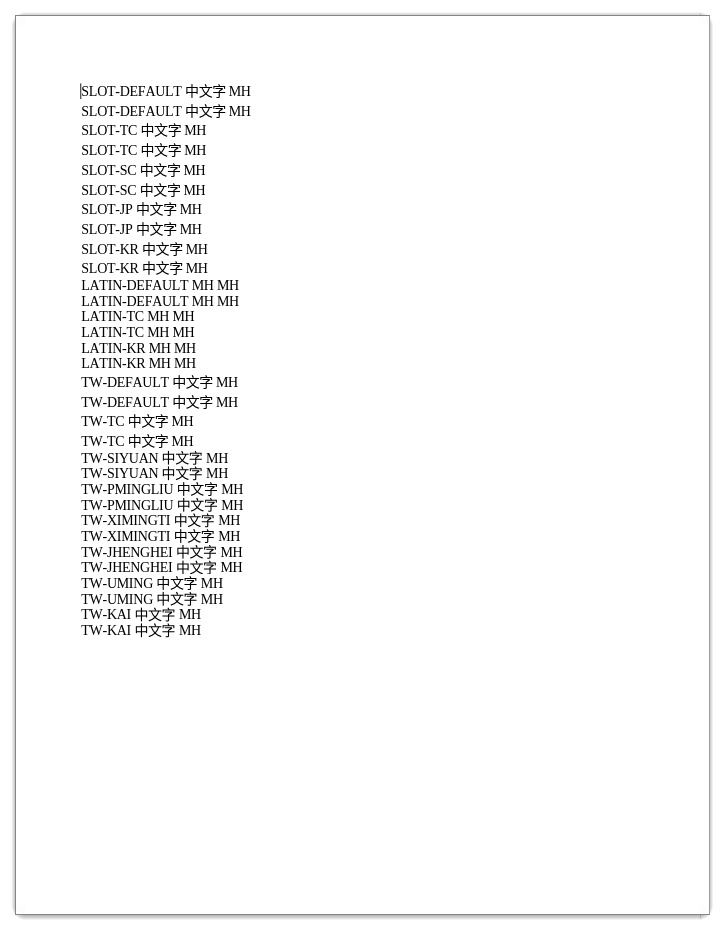 SLOT-DEFAULT 中文字 MH
SLOT-DEFAULT 中文字 MH
SLOT-TC 中文字 MH
SLOT-TC 中文字 MH
SLOT-SC 中文字 MH
SLOT-SC 中文字 MH
SLOT-JP 中文字 MH
SLOT-JP 中文字 MH
SLOT-KR 中文字 MH
SLOT-KR 中文字 MH
LATIN-DEFAULT MH MH
LATIN-DEFAULT MH MH
LATIN-TC MH MH
LATIN-TC MH MH
LATIN-KR MH MH
LATIN-KR MH MH
TW-DEFAULT 中文字 MH
TW-DEFAULT 中文字 MH
TW-TC 中文字 MH
TW-TC 中文字 MH
TW-SIYUAN 中文字 MH
TW-SIYUAN 中文字 MH
TW-PMINGLIU 中文字 MH
TW-PMINGLIU 中文字 MH
TW-XIMINGTI 中文字 MH
TW-XIMINGTI 中文字 MH
TW-JHENGHEI 中文字 MH
TW-JHENGHEI 中文字 MH
TW-UMING 中文字 MH
TW-UMING 中文字 MH
TW-KAI 中文字 MH
TW-KAI 中文字 MH